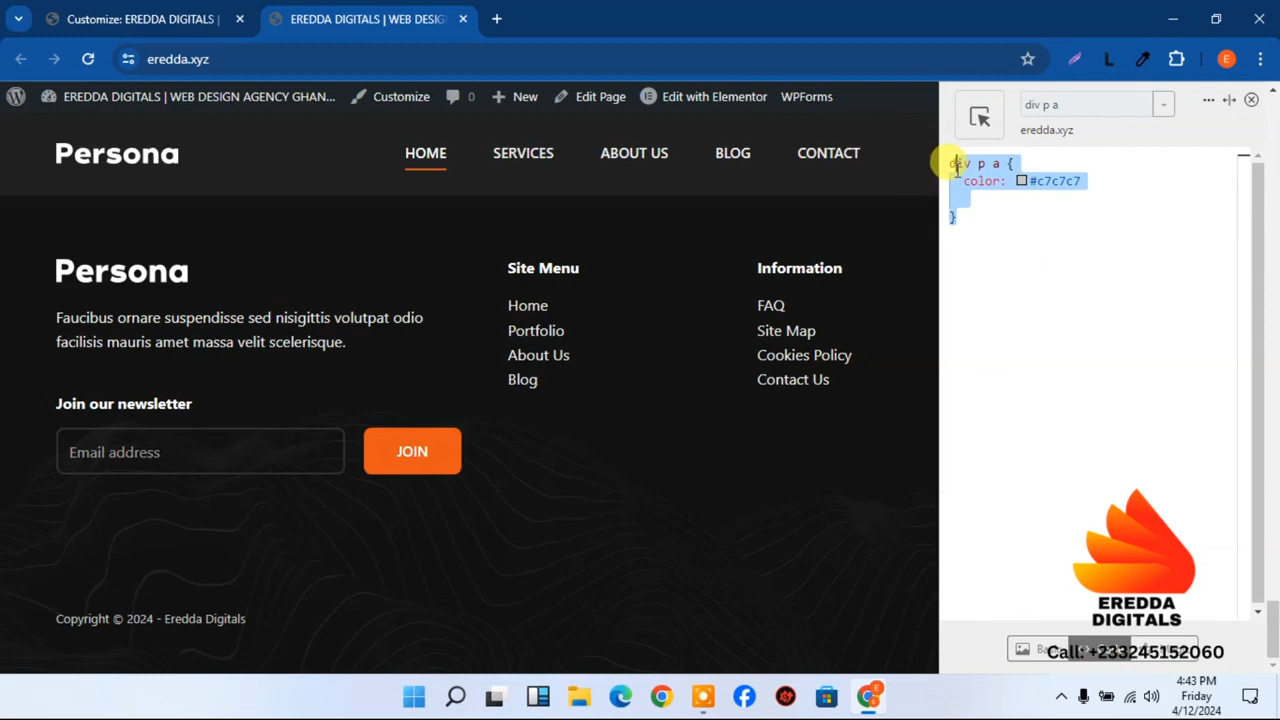 Customize: EREDDA DIGITALS |
EREDDA DIGITALS | WEB DESIG
eredda.xyz
L
E
EREDDA DIGITALS | WEB DESIGN AGENCY GHAN…
Customize
0
New
Edit Page
Edit with Elementor
WPForms
div p a
eredda.xyz
Persona
HOME
SERVICES
ABOUT US
BLOG
CONTACT
div p a {
color: #c7c7c7
}
Persona
Faucibus ornare suspendisse sed nisigittis volutpat odio
facilisis mauris amet massa velit scelerisque.
Site Menu
Home
Portfolio
About Us
Blog
Information
FAQ
Site Map
Cookies Policy
Contact Us
Join our newsletter
Email address
JOIN
Copyright © 2024 - Eredda Digitals
EREDDA
DIGITALS
Call: +233245152060
E
4:43 PM
Friday
4/12/2024